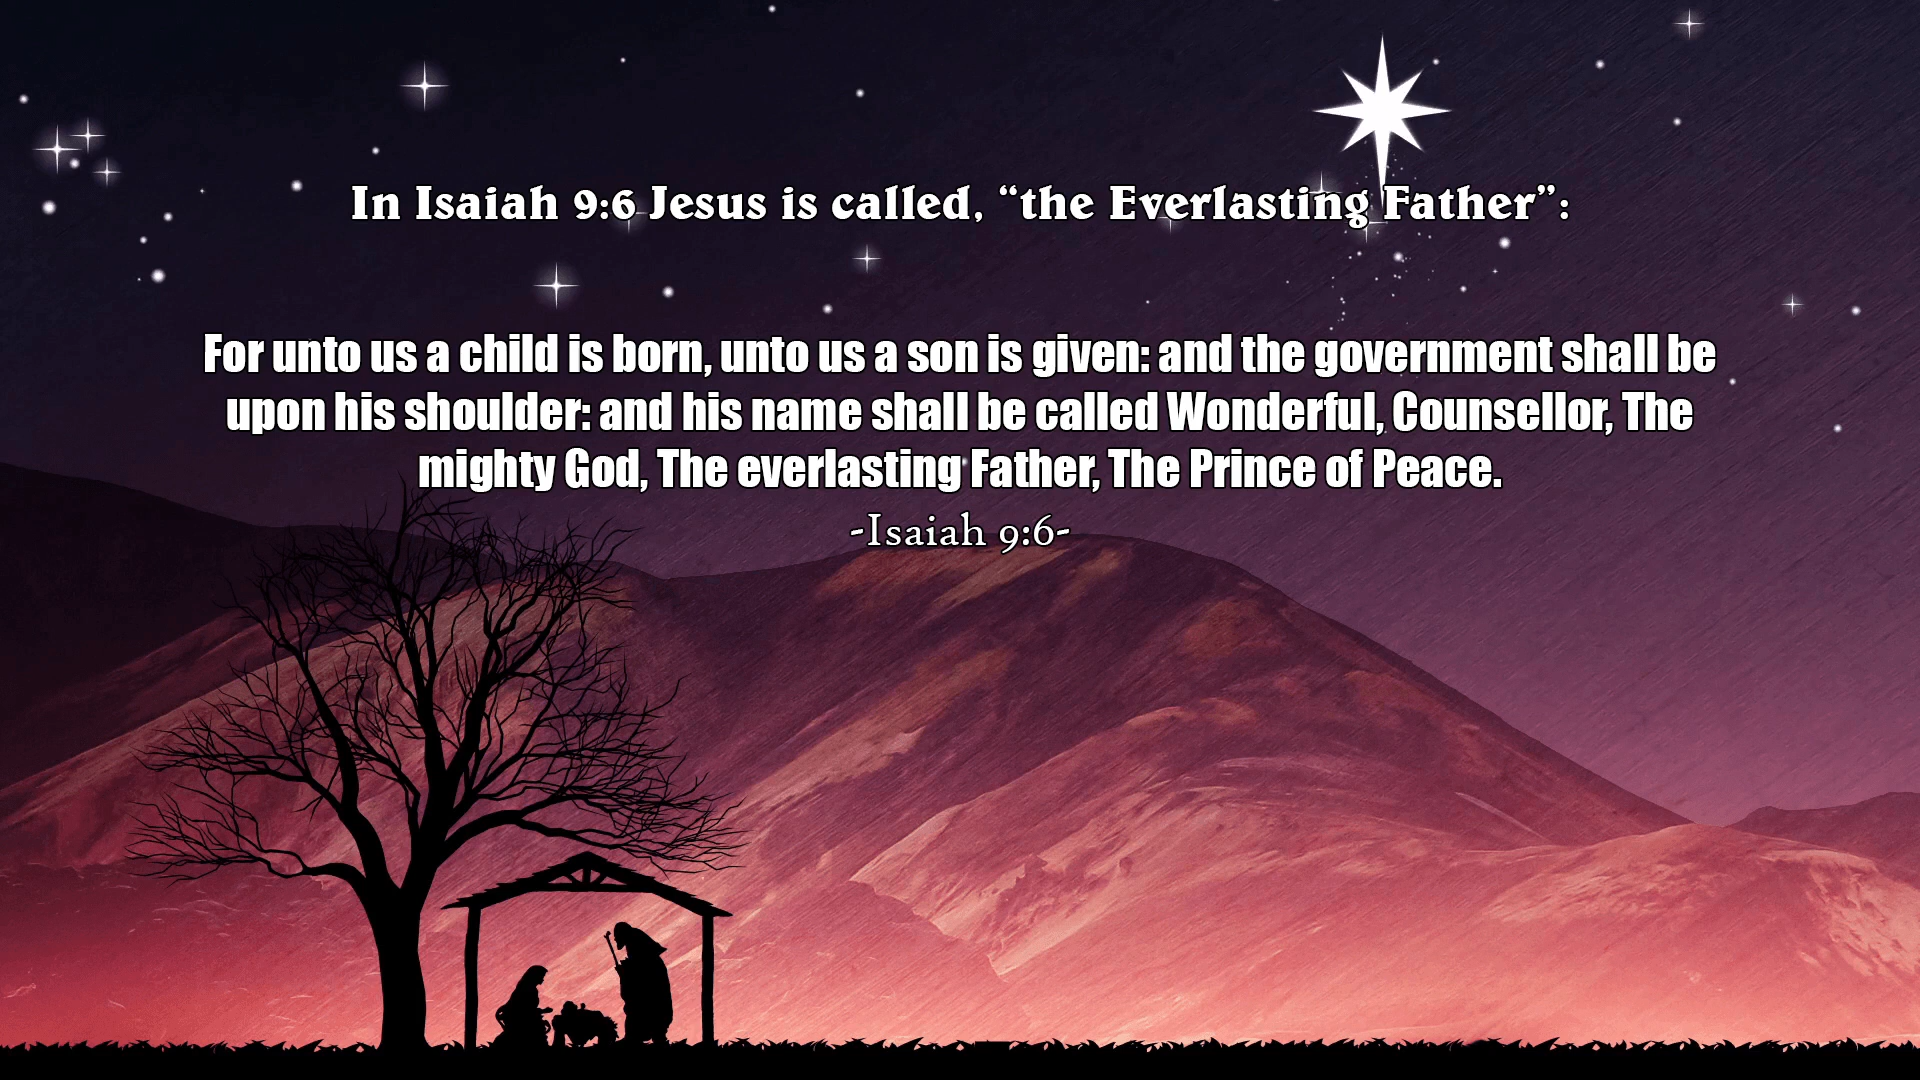 In Isaiah 9:6 Jesus is called, “the Everlasting Father”:
For unto us a child is born, unto us a son is given: and the government shall be
upon his shoulder: and his name shall be called Wonderful, Counsellor, The
mighty God, The everlasting Father, The Prince of Peace.
-Isaiah 9:6-